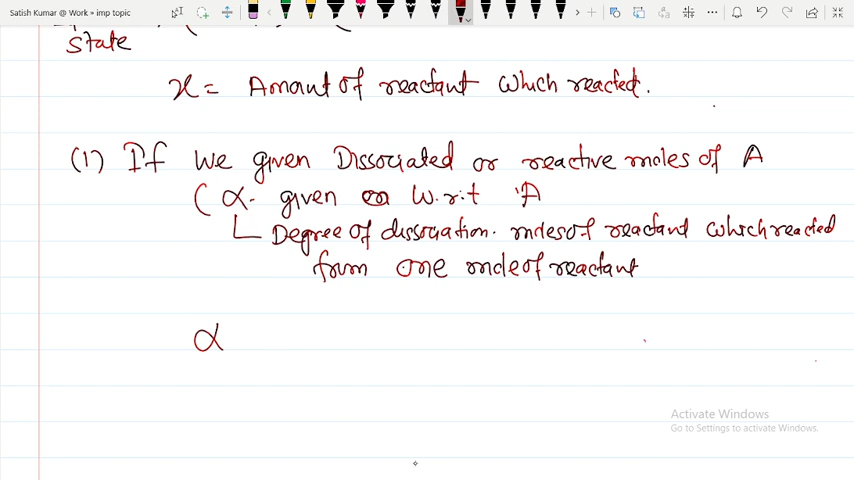 Satish Kumar @ Work » imp topic
State
x = Amount of reactant which reacted.
(1) If we given Dissociated or reactive moles of A
( α- given on w.r.t 'A
Degree of dissociation. moles of reactant which reacted
from one mole of reactant
α
Activate Windows
Go to Settings to activate Windows.